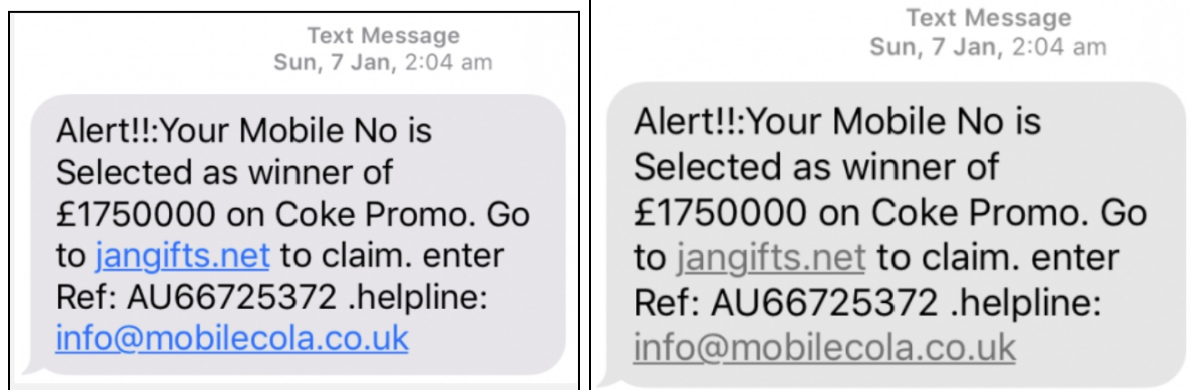 Text Message
Sun, 7 Jan, 2:04 am
Alert!!:Your Mobile No is
Selected as winner of
£1750000 on Coke Promo. Go
to jangifts.net to claim. enter
Ref: AU66725372 .helpline:
info@mobilecola.co.uk
Text Message
Sun, 7 Jan, 2:04 am
Alert!!:Your Mobile No is
Selected as winner of
£1750000 on Coke Promo. Go
to jangifts.net to claim. enter
Ref: AU66725372 .helpline:
info@mobilecola.co.uk